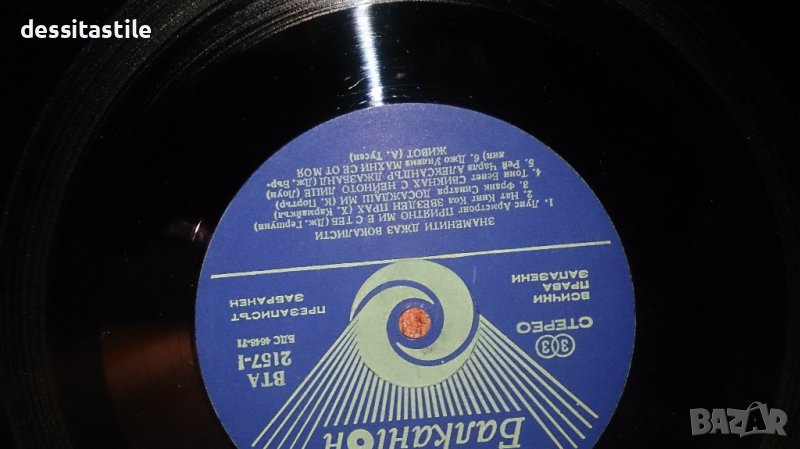 dessitastile
Балкантон
ВТА
2157-I
БДС 4648-71
СТЕРЕО
33
ПРЕЗАПИСЪТ
ЗАБРАНЕН
ВСИЧКИ
ПРАВА
ЗАПАЗЕНИ
ЗНАМЕНИТИ ДЖАЗ ВОКАЛИСТИ
1. Луис Армстронг ПРИЯТНО МИ Е С ТЕБ (Дж. Гершуин)
2. Нат Кинг Кол ЗВЕЗДЕН ПРАХ (Х. Кармайкъл)
3. Франк Синатра ДОСАЖДАШ МИ (К. Портър)
4. Тони Бенет СВИКНАХ С НЕЙНОТО ЛИЦЕ (Лоуи)
5. Рей Чарлз АЛЕКСАНДЪР ДЖАЗБАНД (Дж. Бър-
лин) 6. Джо Уилямз МАХНИ СЕ ОТ МОЯ
ЖИВОТ (А. Тусен)
BAZAR